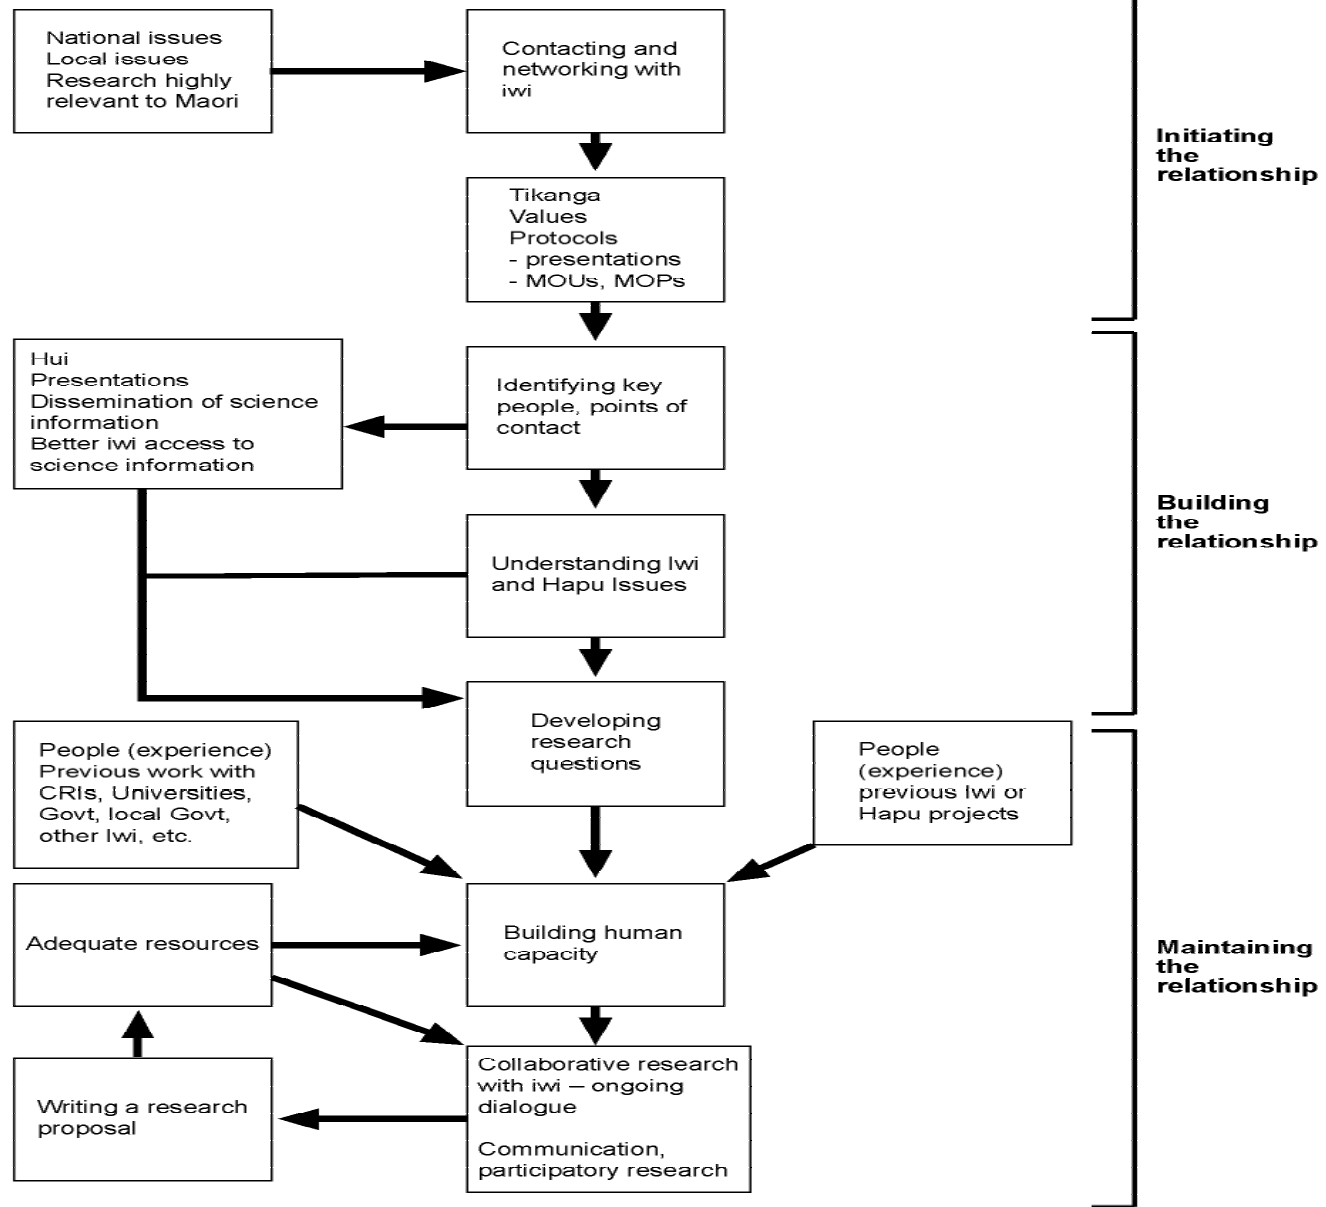 National issues
Local issues
Research highly
relevant to Maori
Contacting and
networking with
iwi
Initiating
the
relationship
Tikanga
Values
Protocols
- presentations
- MOUs, MOPs
Hui
Presentations
Dissemination of science
information
Better iwi access to
science information
Identifying key
people, points of
contact
Building
the
relationship
Understanding Iwi
and Hapu Issues
Developing
research
questions
People (experience)
Previous work with
CRIs, Universities,
Govt, local Govt,
other Iwi, etc.
People
(experience)
previous Iwi or
Hapu projects
Adequate resources
Building human
capacity
Maintaining
the
relationship
Writing a research
proposal
Collaborative research
with iwi – ongoing
dialogue
Communication,
participatory research